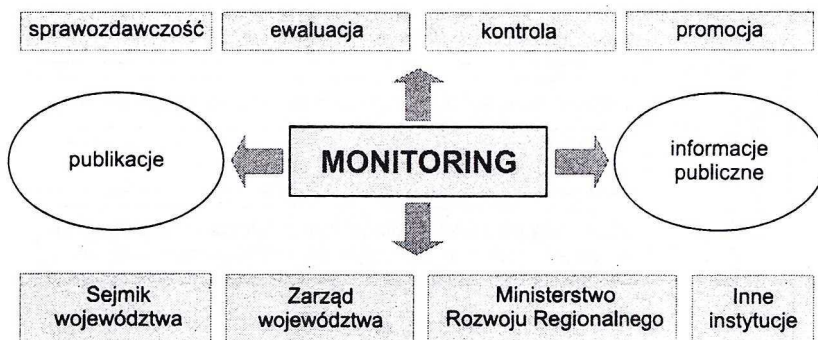 sprawozdawczość
ewaluacja
kontrola
promocja
publikacje
MONITORING
informacje
publiczne
Sejmik
województwa
Zarząd
województwa
Ministerstwo
Rozwoju Regionalnego
Inne
instytucje